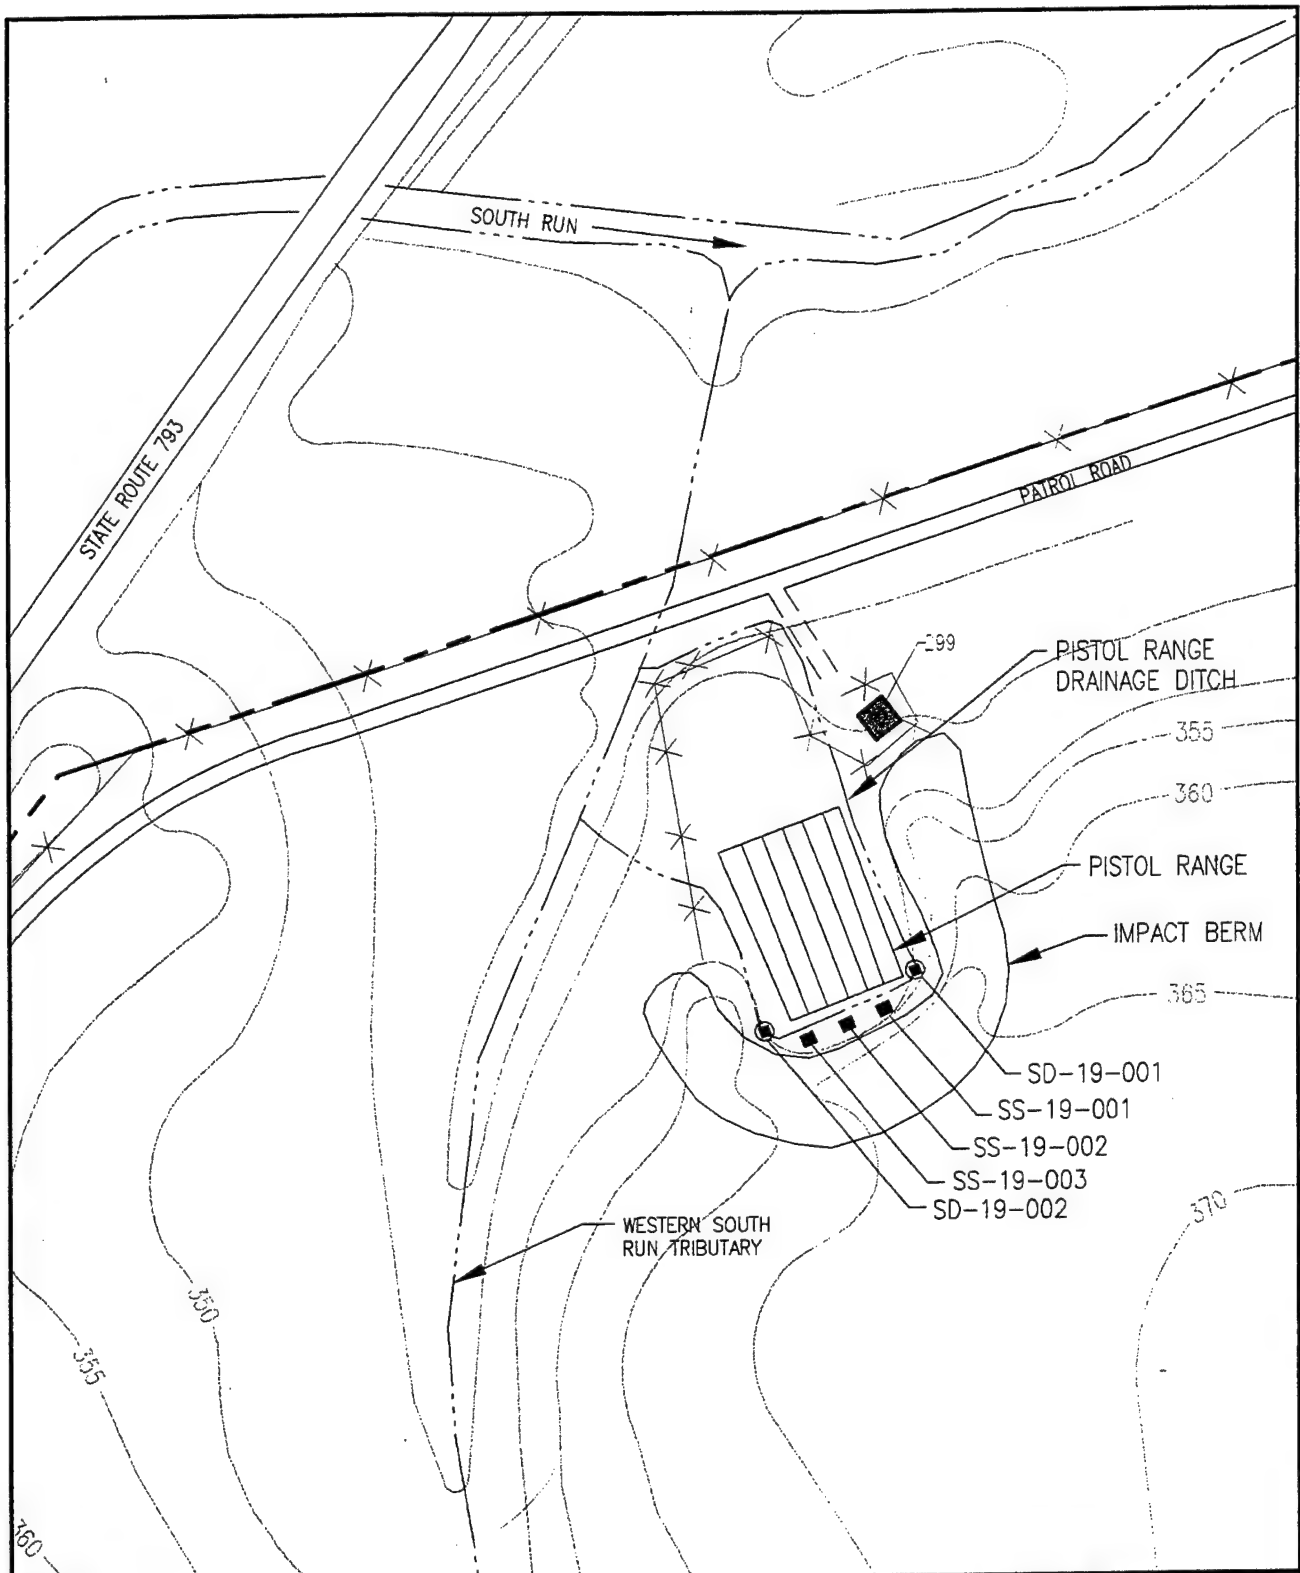 SOUTH RUN
STATE ROUTE 793
PATROL ROAD
299
PISTOL RANGE
DRAINAGE DITCH
355
360
PISTOL RANGE
IMPACT BERM
365
SD-19-001
SS-19-001
SS-19-002
SS-19-003
SD-19-002
370
WESTERN SOUTH
RUN TRIBUTARY
350
355
360